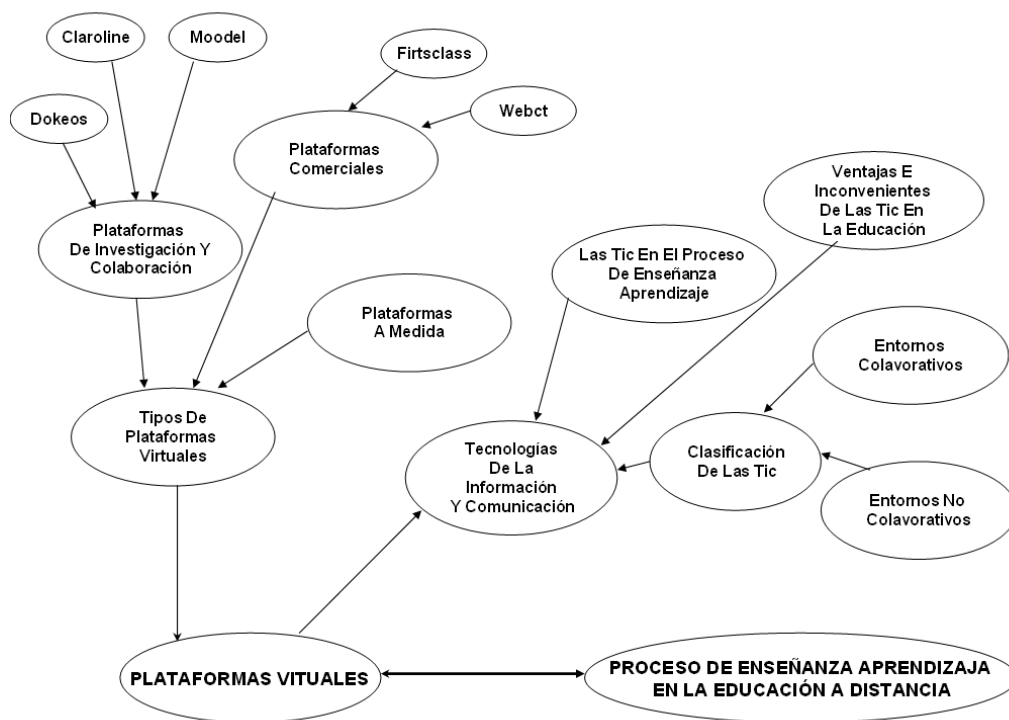 Claroline
Moodel
Firtsclass
Dokeos
Webct
Plataformas
Comerciales
Ventajas E
Inconvenientes
De Las Tic En
La Educación
Plataformas
De Investigación Y
Colaboración
Las Tic En El Proceso
De Enseñanza
Aprendizaje
Plataformas
A Medida
Entornos
Colavorativos
Tipos De
Plataformas
Virtuales
Tecnologías
De La
Información
Y Comunicación
Clasificación
De Las Tic
Entornos No
Colavorativos
PLATAFORMAS VITUALES
PROCESO DE ENSEÑANZA APRENDIZAJA
EN LA EDUCACIÓN A DISTANCIA